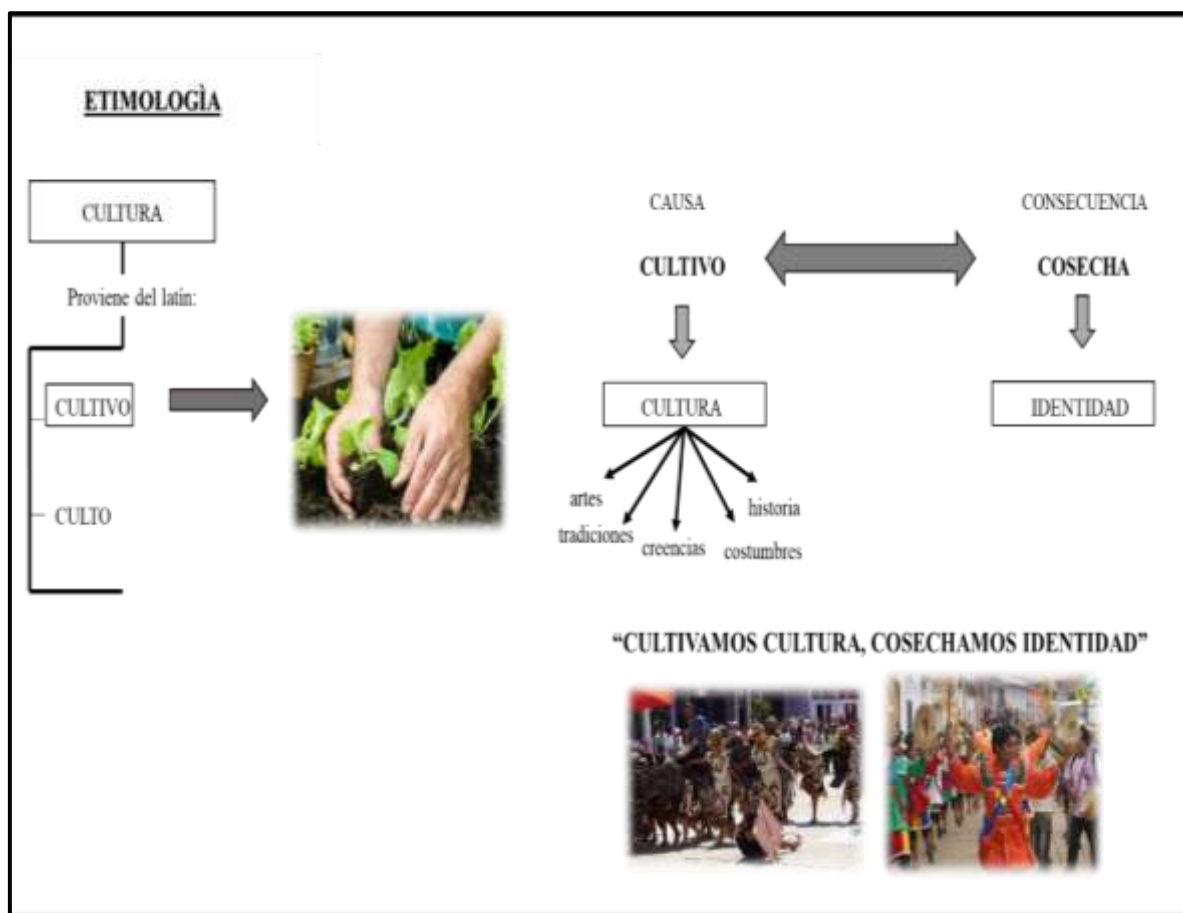 ETIMOLOGÌA
CULTURA
Proviene del latín:
CULTIVO
CULTO
CAUSA
CONSECUENCIA
CULTIVO
COSECHA
CULTURA
IDENTIDAD
artes
historia
tradiciones
creencias
costumbres
“CULTIVAMOS CULTURA, COSECHAMOS IDENTIDAD”